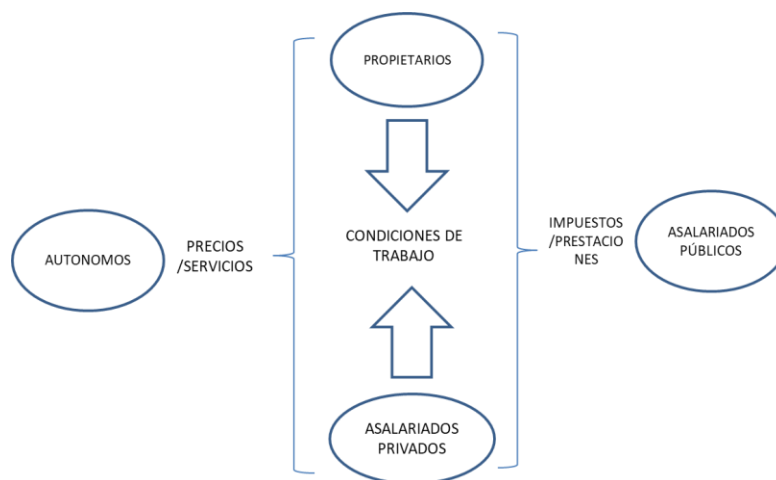 PROPIETARIOS
AUTONOMOS
PRECIOS
/SERVICIOS
CONDICIONES DE
TRABAJO
IMPUESTOS
/PRESTACIO
NES
ASALARIADOS
PÚBLICOS
ASALARIADOS
PRIVADOS